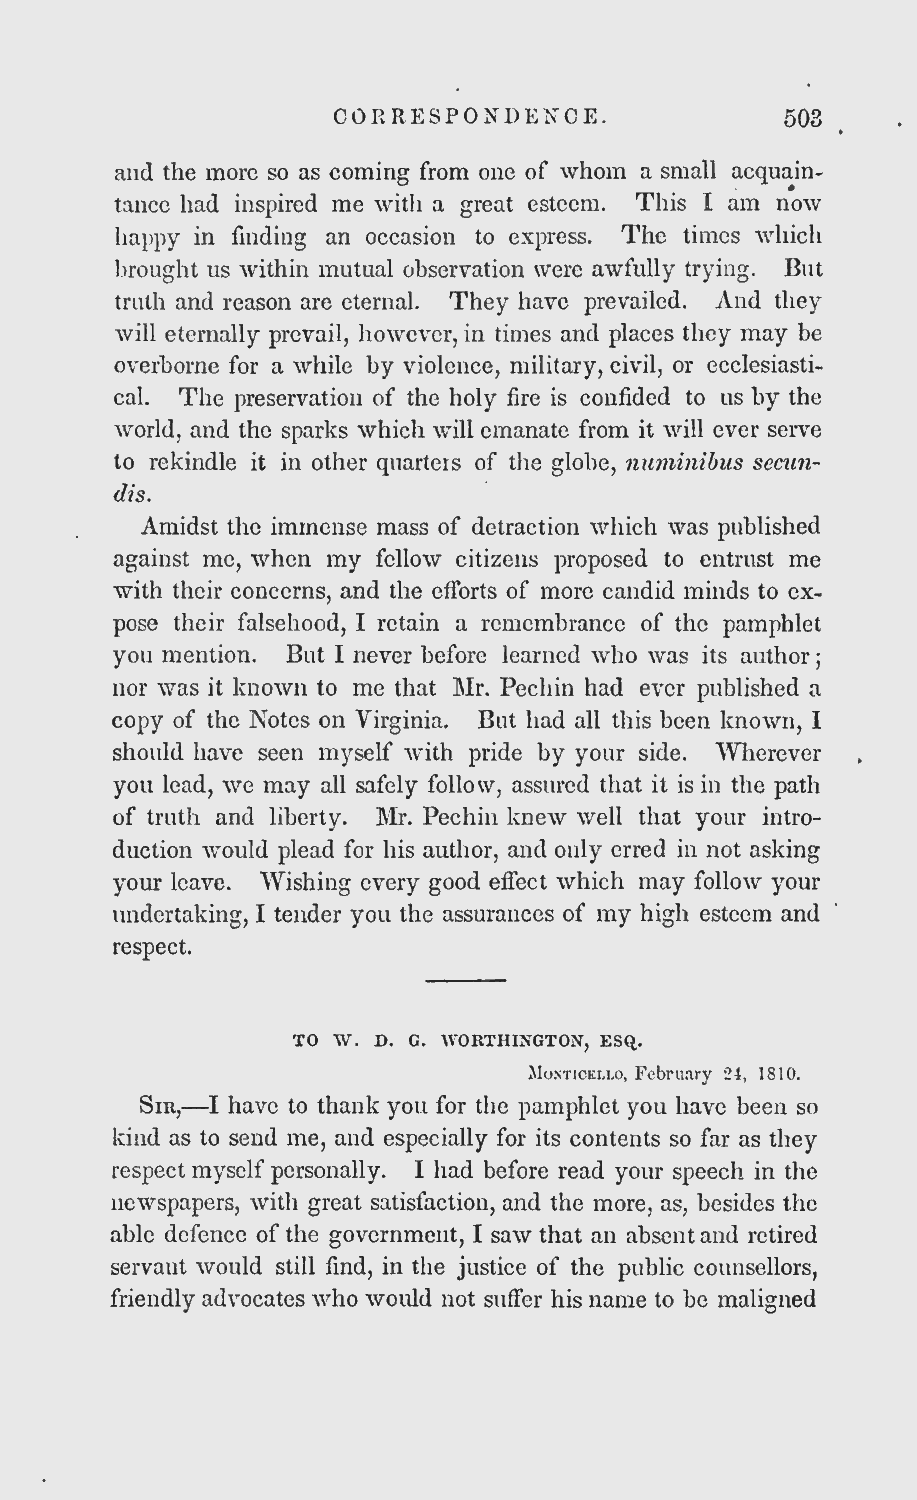 CORRESPONDENCE. 503
and the more so as coming from one of whom a small acquain-
tance had inspired me with a great esteem. This I am now
happy in finding an occasion to express. The times which
brought us within mutual observation were awfully trying. But
truth and reason are eternal. They have prevailed. And they
will eternally prevail, however, in times and places they may be
overborne for a while by violence, military, civil, or ecclesiasti-
cal. The preservation of the holy fire is confided to us by the
world, and the sparks which will emanate from it will ever serve
to rekindle it in other quarters of the globe, numinibus secun-
dis.
Amidst the immense mass of detraction which was published
against me, when my fellow citizens proposed to entrust me
with their concerns, and the efforts of more candid minds to ex-
pose their falsehood, I retain a remembrance of the pamphlet
you mention. But I never before learned who was its author;
nor was it known to me that Mr. Pechin had ever published a
copy of the Notes on Virginia. But had all this been known, I
should have seen myself with pride by your side. Wherever
you lead, we may all safely follow, assured that it is in the path
of truth and liberty. Mr. Pechin knew well that your intro-
duction would plead for his author, and only erred in not asking
your leave. Wishing every good effect which may follow your
undertaking, I tender you the assurances of my high esteem and
respect.
TO W. D. G. WORTHINGTON, ESQ.
MONTICELLO, February 24, 1810.
SIR,—I have to thank you for the pamphlet you have been so
kind as to send me, and especially for its contents so far as they
respect myself personally. I had before read your speech in the
newspapers, with great satisfaction, and the more, as, besides the
able defence of the government, I saw that an absent and retired
servant would still find, in the justice of the public counsellors,
friendly advocates who would not suffer his name to be maligned